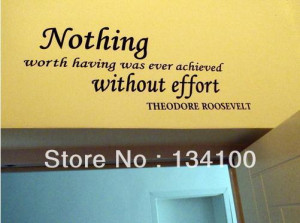 Nothing
worth having was ever achieved
without effort
THEODORE ROOSEVELT
Store No : 134100